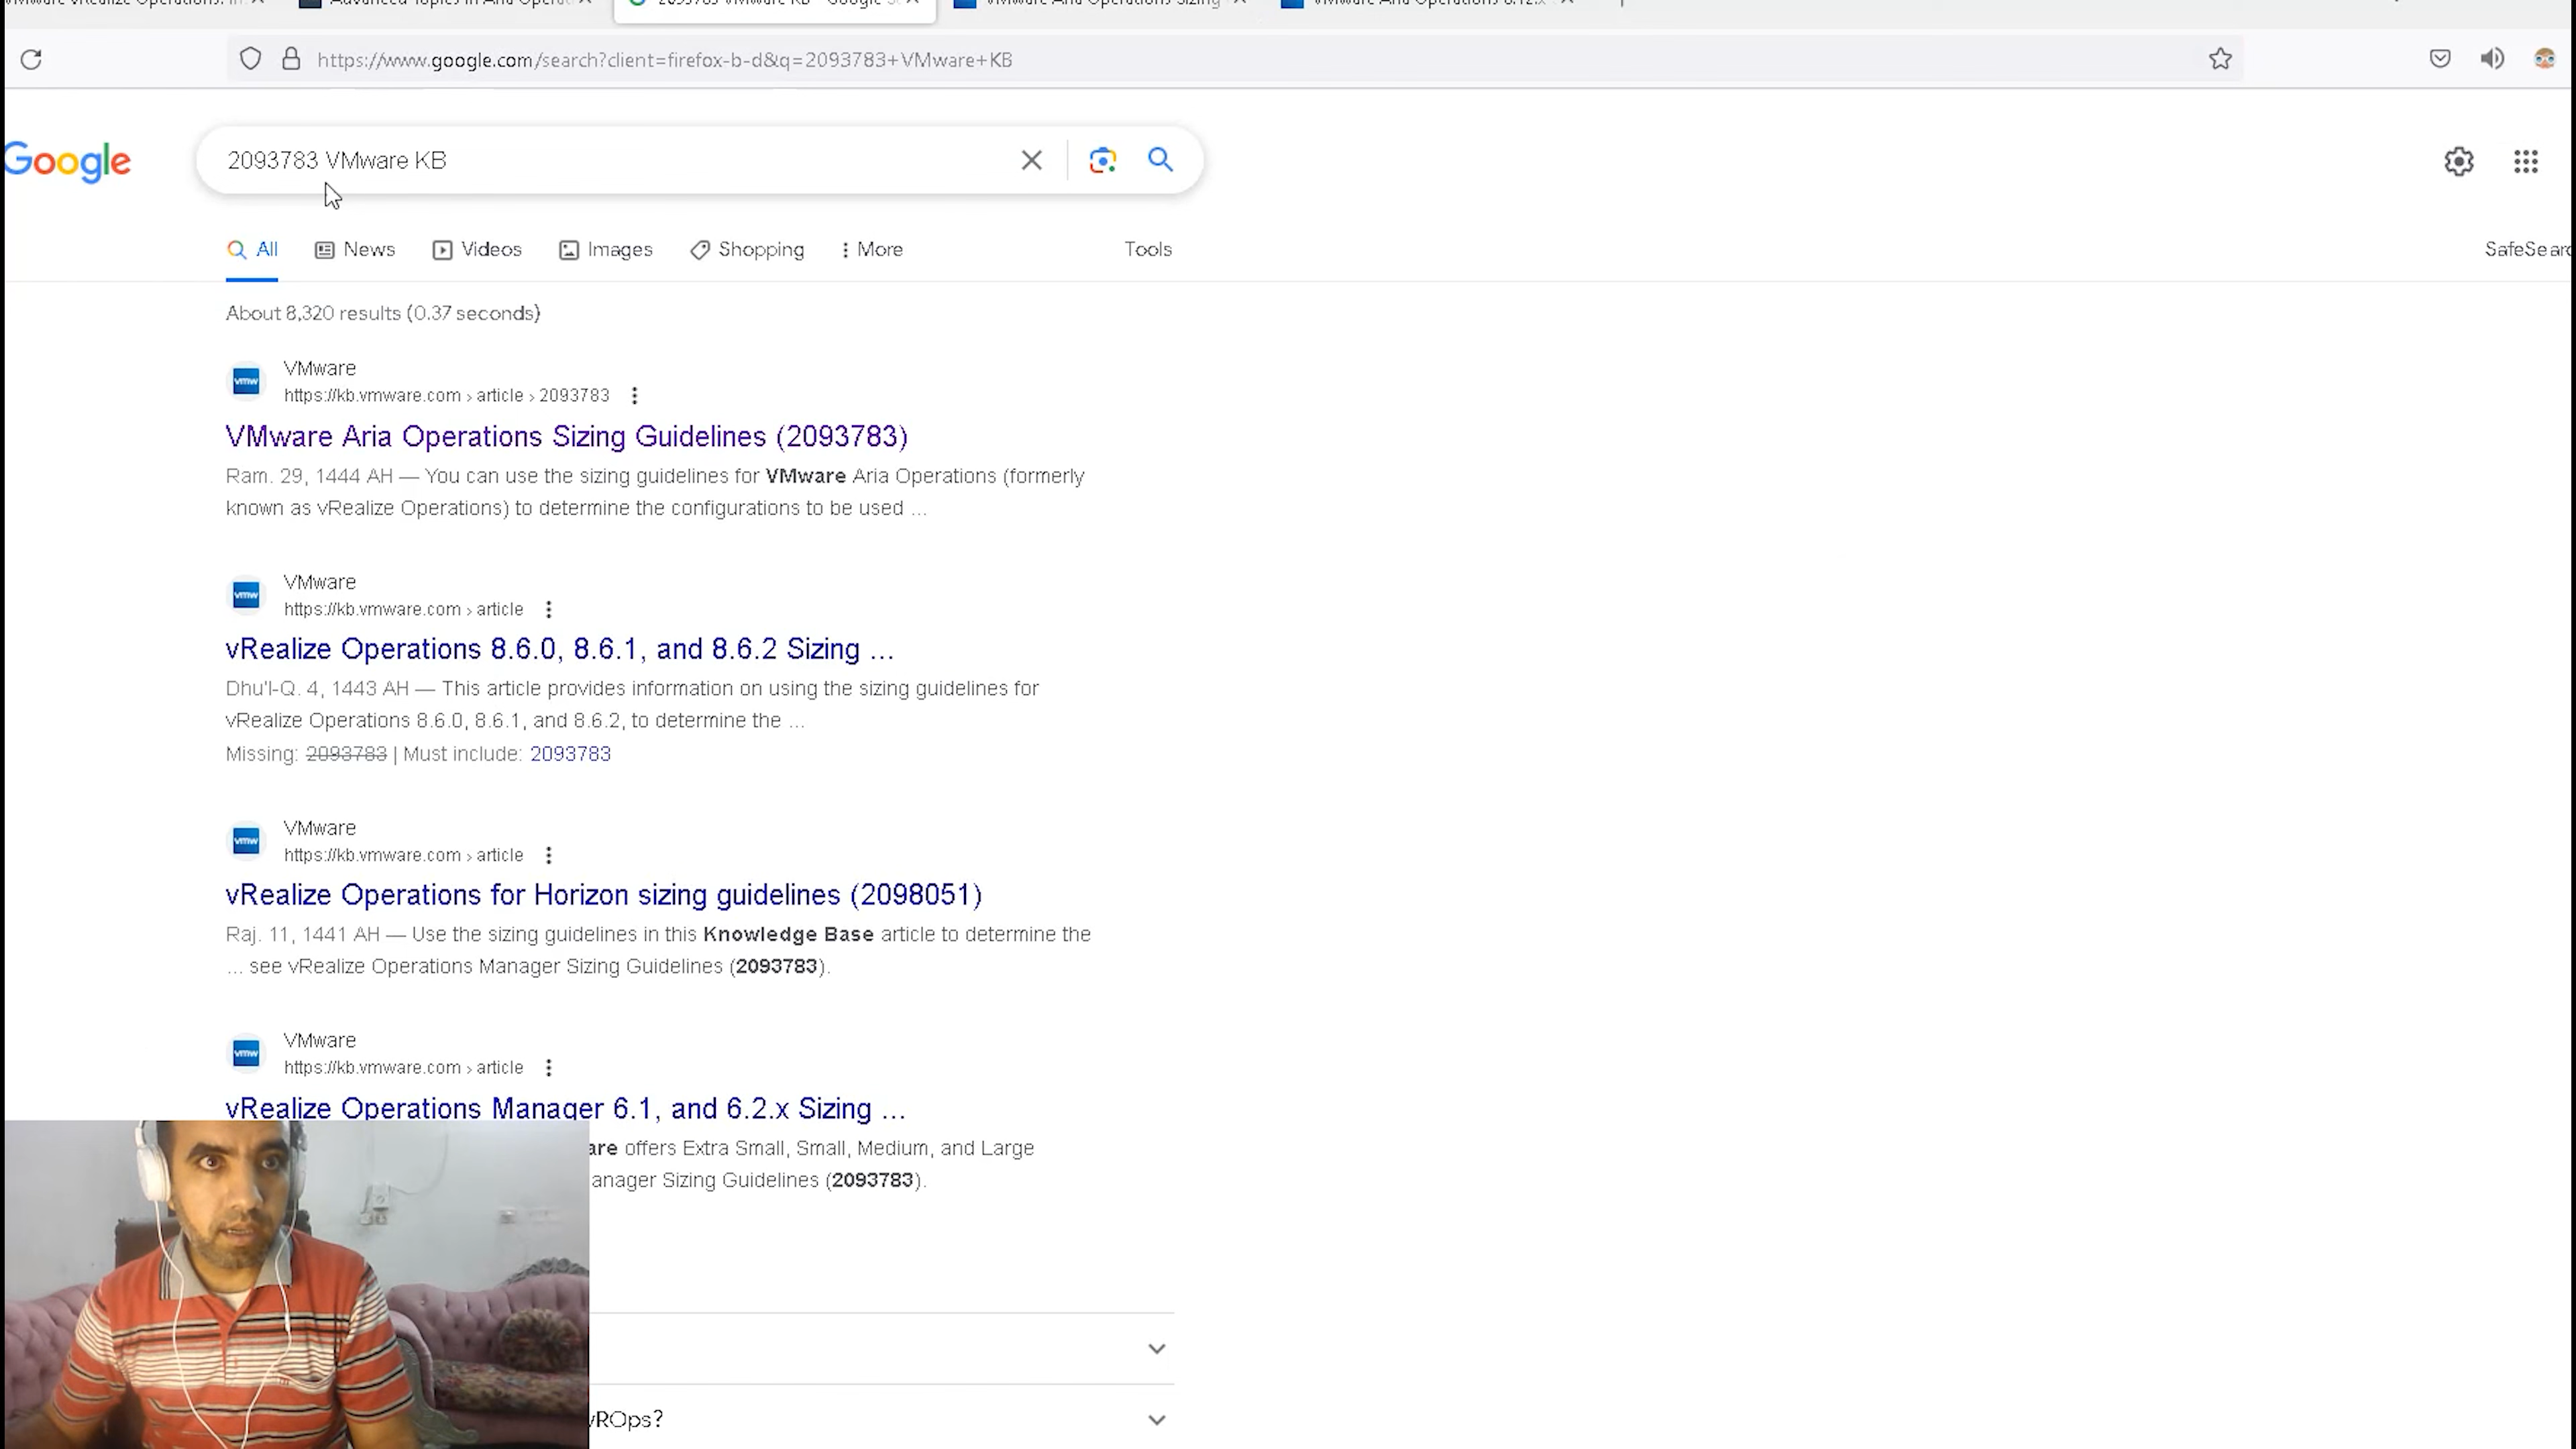 https://www.google.com/search?client=firefox-b-d&q=2093783+VMware+KB
Google
2093783 VMware KB
All
News
Videos
Images
Shopping
More
Tools
About 8,320 results (0.37 seconds)
vmw
VMware
https://kb.vmware.com › article › 2093783
VMware Aria Operations Sizing Guidelines (2093783)
Ram. 29, 1444 AH — You can use the sizing guidelines for VMware Aria Operations (formerly
known as vRealize Operations) to determine the configurations to be used ...
vmw
VMware
https://kb.vmware.com › article
vRealize Operations 8.6.0, 8.6.1, and 8.6.2 Sizing ...
Dhu'l-Q. 4, 1443 AH — This article provides information on using the sizing guidelines for
vRealize Operations 8.6.0, 8.6.1, and 8.6.2, to determine the ...
Missing: 2093783 | Must include: 2093783
vmw
VMware
https://kb.vmware.com › article
vRealize Operations for Horizon sizing guidelines (2098051)
Raj. 11, 1441 AH — Use the sizing guidelines in this Knowledge Base article to determine the
... see vRealize Operations Manager Sizing Guidelines (2093783).
vmw
VMware
https://kb.vmware.com › article
vRealize Operations Manager 6.1, and 6.2.x Sizing ...
are offers Extra Small, Small, Medium, and Large
anager Sizing Guidelines (2093783).
vROps?